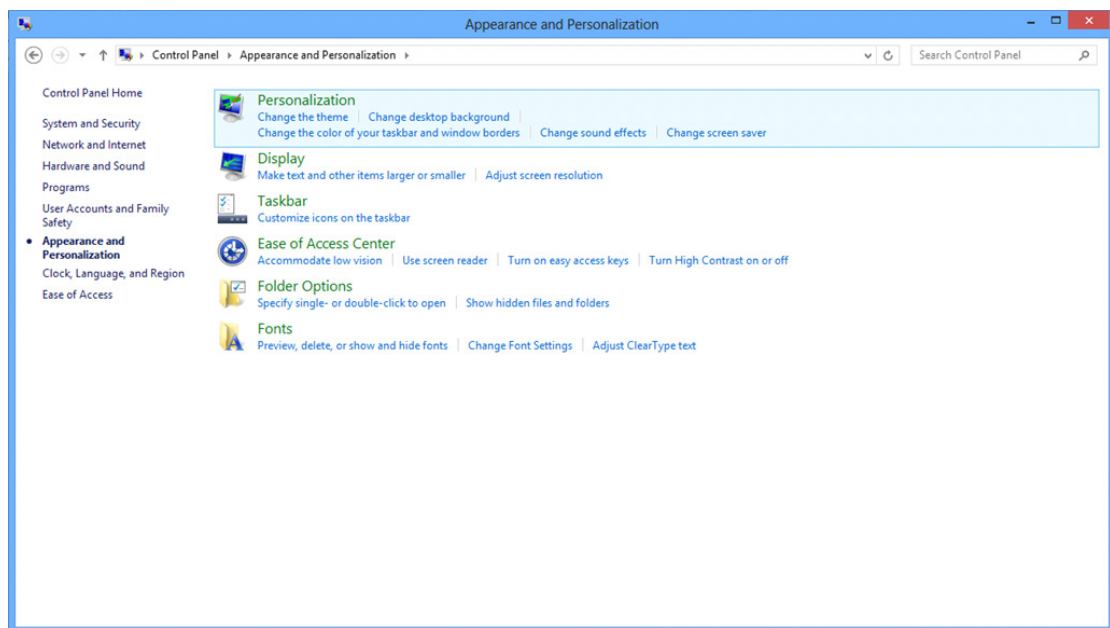 Appearance and Personalization
Control Panel Appearance and Personalization
Search Control Panel
Control Panel Home
System and Security
Network and Internet
Hardware and Sound
Programs
User Accounts and Family
Safety
Appearance and
Personalization
Clock, Language, and Region
Ease of Access
Personalization
Change the theme Change desktop background
Change the color of your taskbar and window borders Change sound effects Change screen saver
Display
Make text and other items larger or smaller Adjust screen resolution
Taskbar
Customize icons on the taskbar
Ease of Access Center
Accommodate low vision Use screen reader Turn on easy access keys Turn High Contrast on or off
Folder Options
Specify single- or double-click to open Show hidden files and folders
Fonts
Preview, delete, or show and hide fonts Change Font Settings Adjust ClearType text